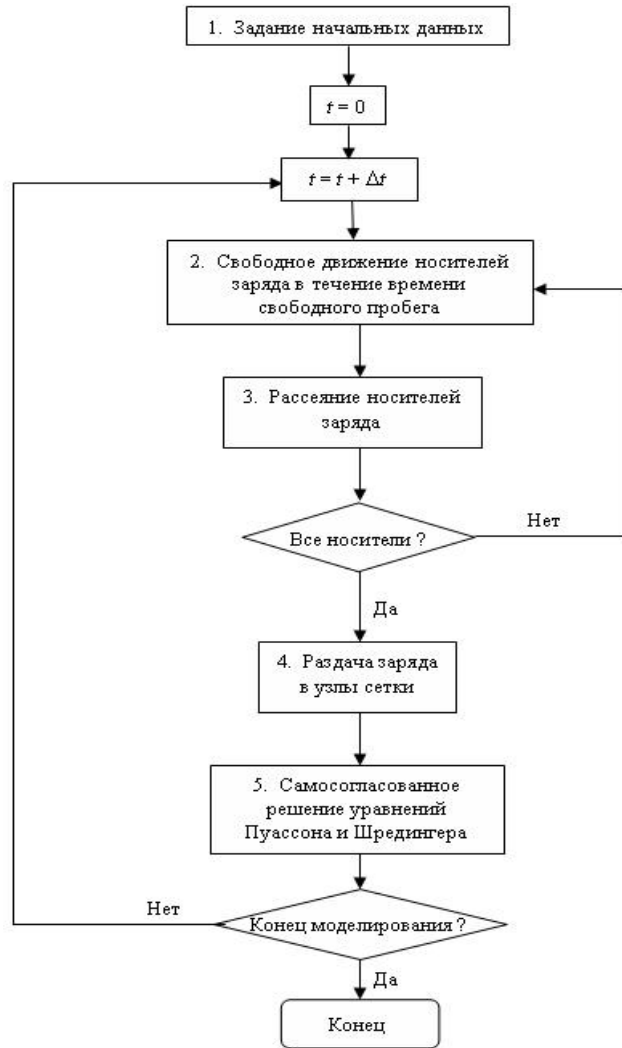 1. Задание начальных данных
t = 0
t = t + Δt
2. Свободное движение носителей
заряда в течение времени
свободного пробега
3. Рассеяние носителей
заряда
Все носители ?
Нет
Да
4. Раздача заряда
в узлы сетки
5. Самосогласованное
решение уравнений
Пуассона и Шредингера
Нет
Конец моделирования ?
Да
Конец